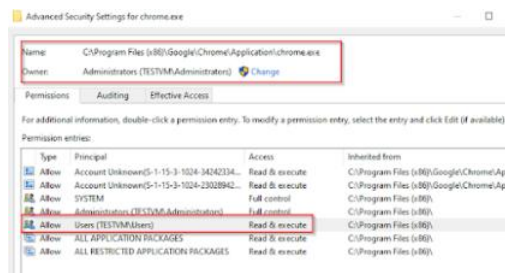 Advanced Security Settings for chrome.exe
Name: C:\Program Files (x86)\Google\Chrome\Application\chrome.exe
Owner: Administrators (TESTVM\Administrators) Change
Permissions Auditing Effective Access
For additional information, double-click a permission entry. To modify a permission entry, select the entry and click Edit (if available)
Permission entries:
Type Principal Access Inherited from
Allow Account Unknown(S-1-15-3-1024-34242334... Read & execute C:\Program Files (x86)\Google\Chrome\Ap
Allow Account Unknown(S-1-15-3-1024-23028942... Read & execute C:\Program Files (x86)\Google\Chrome\Ap
Allow SYSTEM Full control C:\Program Files (x86)\
Allow Administrators (TESTVM\Administrators) Full control C:\Program Files (x86)\
Allow Users (TESTVM\Users) Read & execute C:\Program Files (x86)\
Allow ALL APPLICATION PACKAGES Read & execute C:\Program Files (x86)\
Allow ALL RESTRICTED APPLICATION PACKAGES Read & execute C:\Program Files (x86)\